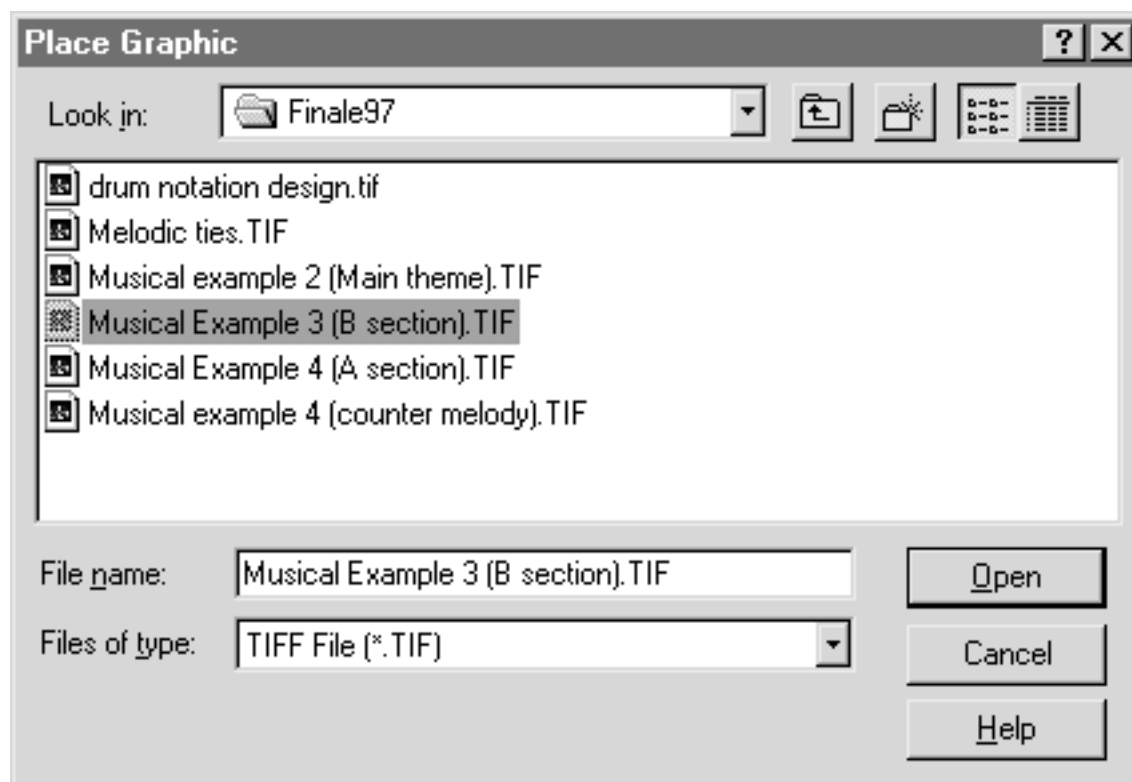 Place Graphic
Look in: Finale97
drum notation design.tif
Melodic ties.TIF
Musical example 2 (Main theme).TIF
Musical Example 3 (B section).TIF
Musical Example 4 (A section).TIF
Musical example 4 (counter melody).TIF
File name: Musical Example 3 (B section).TIF Open
Files of type: TIFF File (*.TIF) Cancel
Help